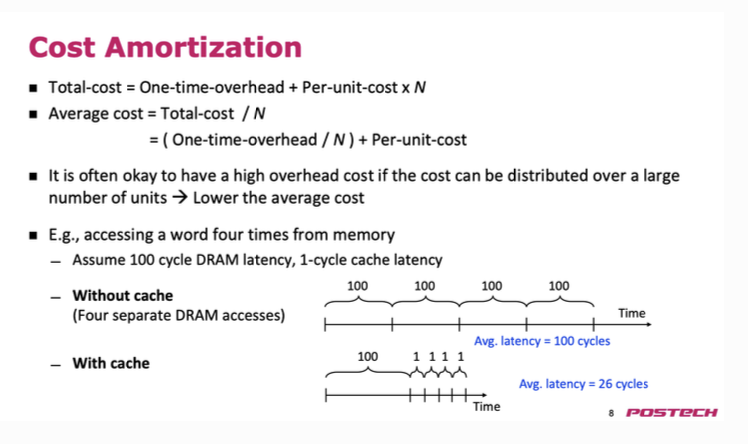 Cost Amortization
▪ Total-cost = One-time-overhead + Per-unit-cost x N
▪ Average cost = Total-cost / N
= ( One-time-overhead / N ) + Per-unit-cost
▪ It is often okay to have a high overhead cost if the cost can be distributed over a large
number of units → Lower the average cost
▪ E.g., accessing a word four times from memory
– Assume 100 cycle DRAM latency, 1-cycle cache latency
– Without cache
(Four separate DRAM accesses)
100 100 100 100
Time
Avg. latency = 100 cycles
– With cache
100 1 1 1 1
Avg. latency = 26 cycles
Time
8 POSTECH